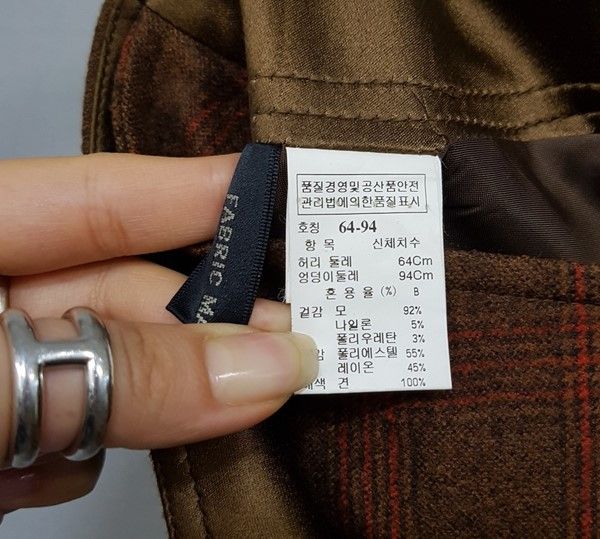 품질경영및공산품안전
관리법에의한품질표시
호칭 64-94
항 목 신체치수
허리 둘레 64Cm
엉덩이둘레 94Cm
혼 용 율 (%) B
겉감 모 92%
나일론 5%
폴리우레탄 3%
폴리에스텔 55%
레이온 45%
배색 견 100%
FABRIC